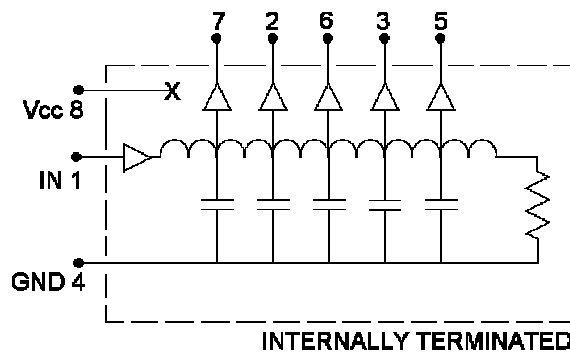 7 2 6 3 5
X
Vcc 8
IN 1
GND 4
INTERNALLY TERMINATED